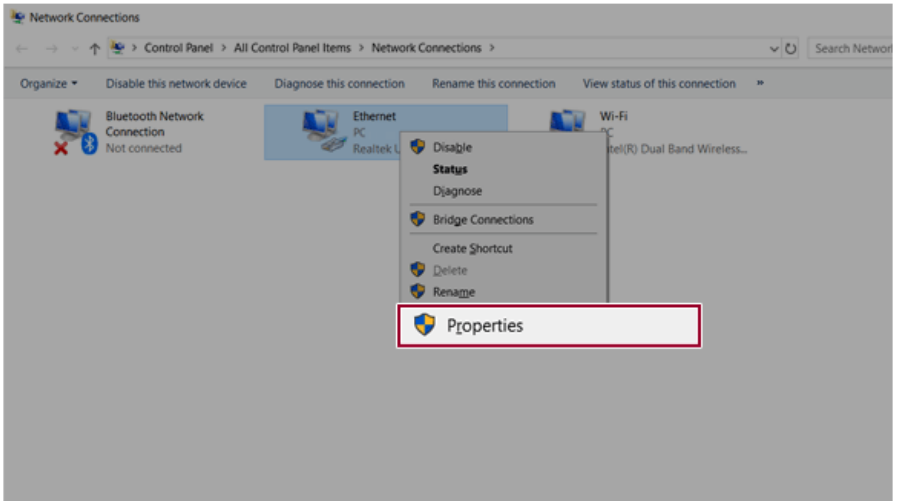 Network Connections
Control Panel > All Control Panel Items > Network Connections >
Search Networ
Organize Disable this network device Diagnose this connection Rename this connection View status of this connection »
Bluetooth Network
Connection
Not connected
Ethernet
PC
Realtek
Wi-Fi
PC
tel(R) Dual Band Wireless...
Disable
Status
Diagnose
Bridge Connections
Create Shortcut
Delete
Rename
Properties